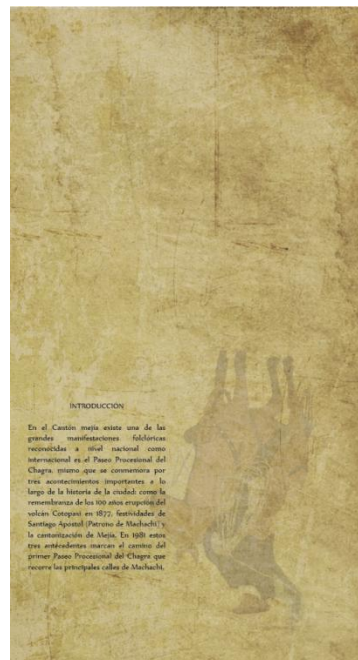 INTRODUCCION
En el Cantón mejia existe una de las
grandes manifestaciones folclóricas
reconocidas a nivel nacional como
internacional es el Paseo Procesional del
Chagra, mismo que se conmemora por
tres acontecimientos importantes a lo
largo de la historia de la ciudad: como la
remembranza de los 100 años erupción del
volcán Cotopaxi en 1877, festividades de
Santiago Apóstol (Patrono de Machachi) y
la cantonización de Mejía. En 1981 estos
tres antecedentes marcan el camino del
primer Paseo Procesional del Chagra que
recorre las principales calles de Machachi.